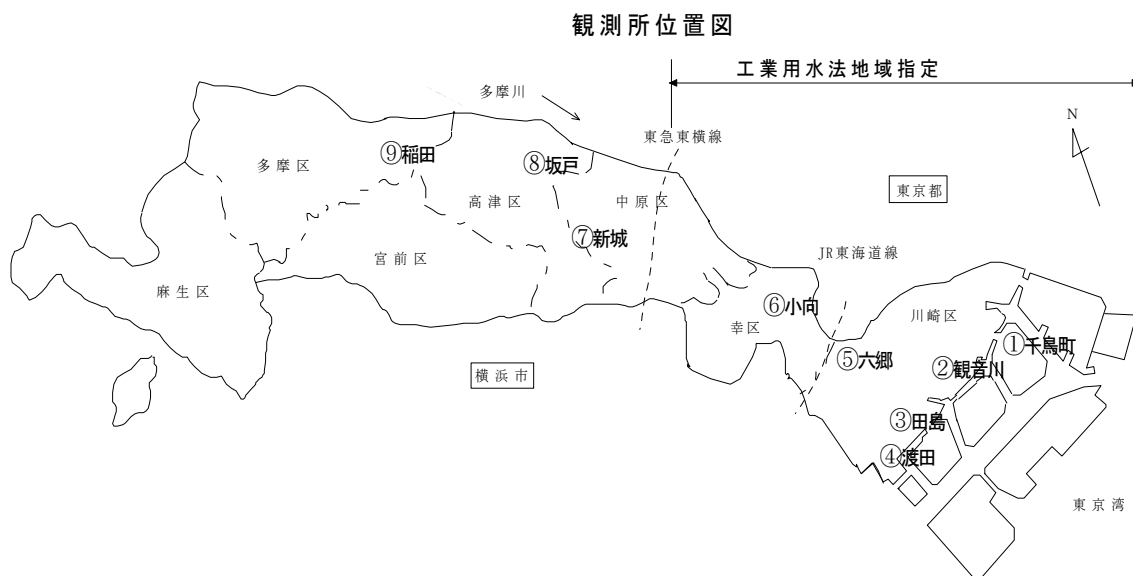 観測所位置図
工業用水法地域指定
多摩川
N
東急東横線
⑨稲田
⑧坂戸
多摩区
東京都
高津区
中原区
⑦新城
JR東海道線
宮前区
麻生区
⑥小向
川崎区
幸区
①千鳥町
⑤六郷
②観音川
横浜市
③田島
④渡田
東京湾